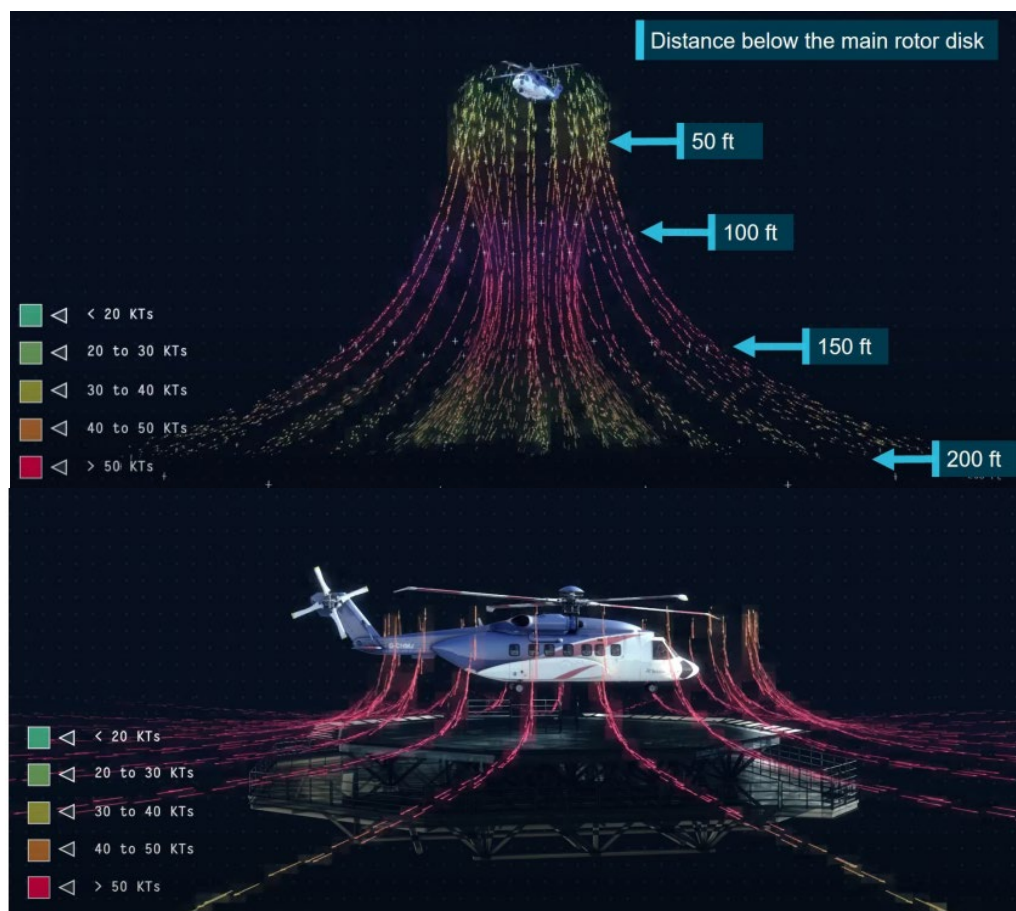 Distance below the main rotor disk
50 ft
100 ft
< 20 KTs
20 to 30 KTs
150 ft
30 to 40 KTs
40 to 50 KTs
200 ft
> 50 KTs
< 20 KTs
20 to 30 KTs
30 to 40 KTs
40 to 50 KTs
> 50 KTs